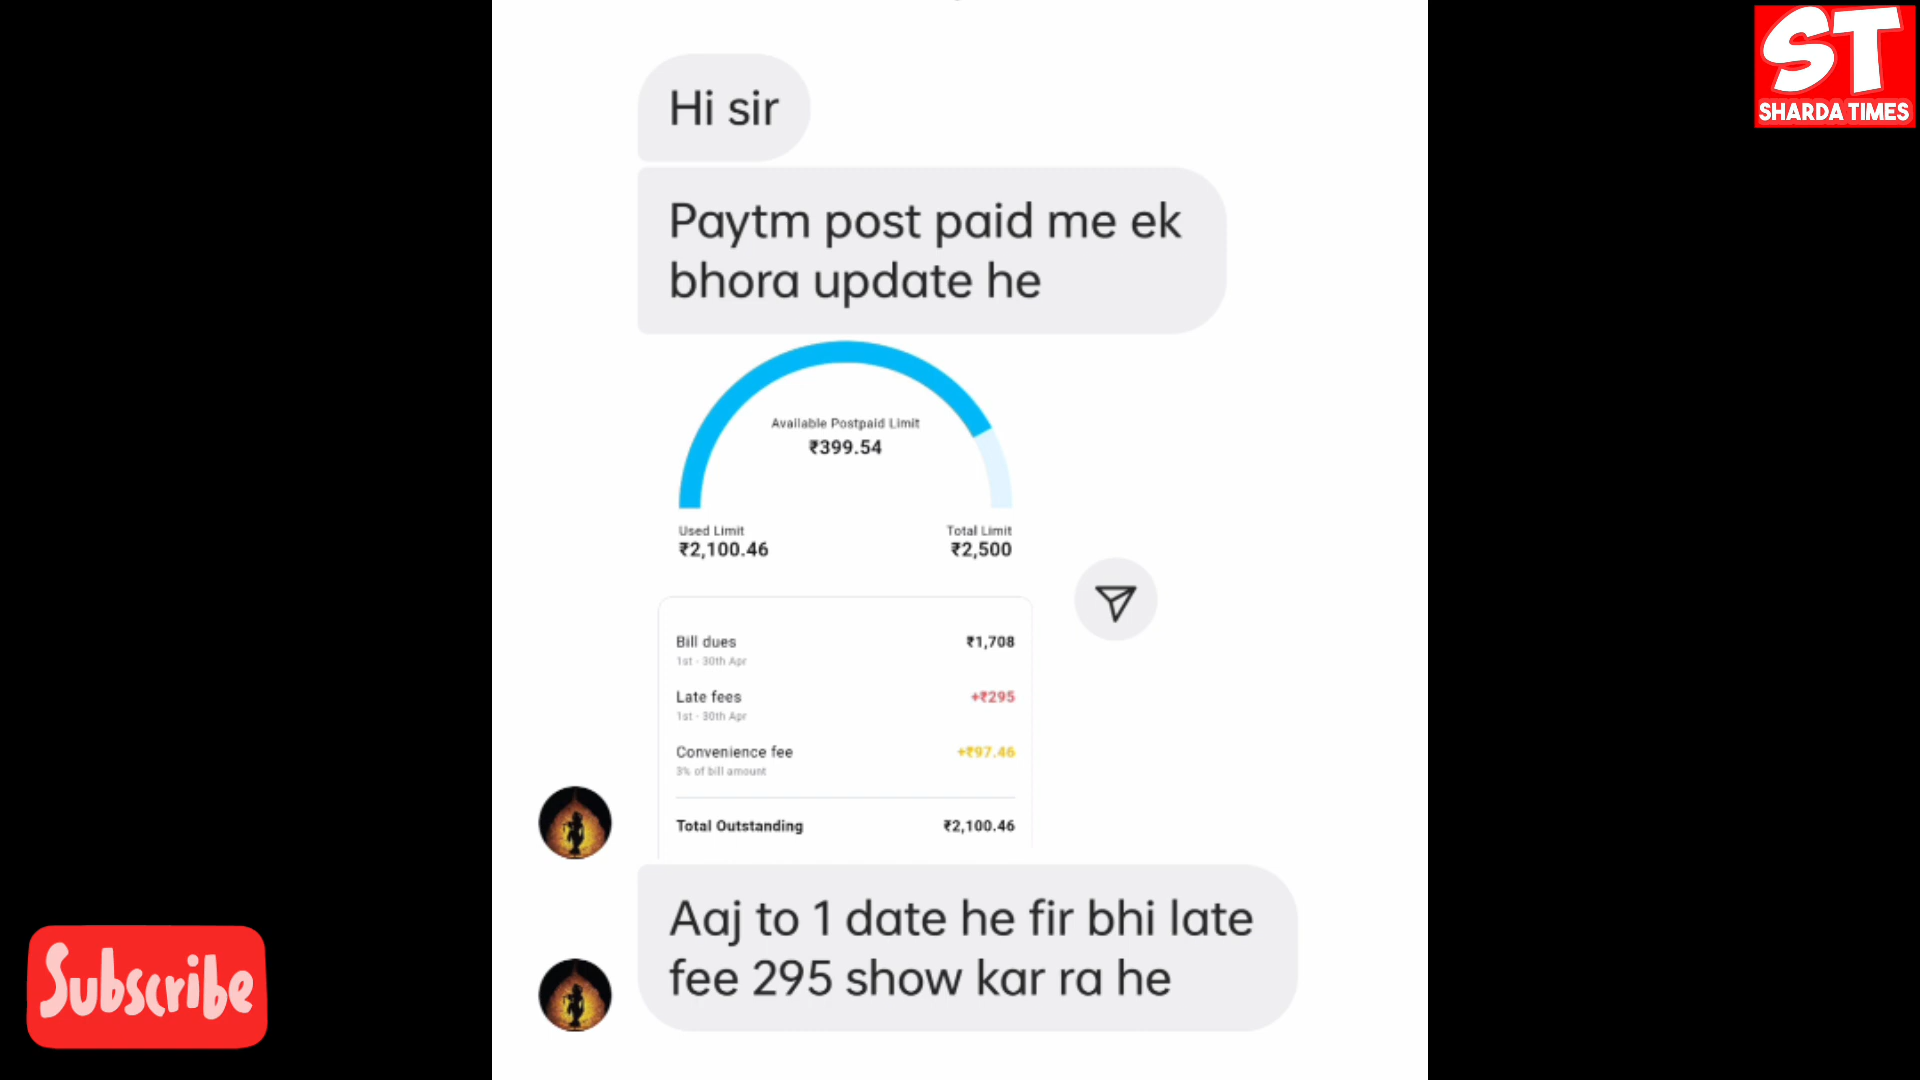 ST
SHARDA TIMES
Hi sir
Paytm post paid me ek
bhora update he
Available Postpaid Limit
₹399.54
Used Limit
Total Limit
₹2,100.46
₹2,500
Bill dues
₹1,708
1st - 30th Apr
Late fees
+₹295
1st - 30th Apr
Convenience fee
+₹97.46
3% of bill amount
Total Outstanding
₹2,100.46
Aaj to 1 date he fir bhi late
fee 295 show kar ra he
Subscribe